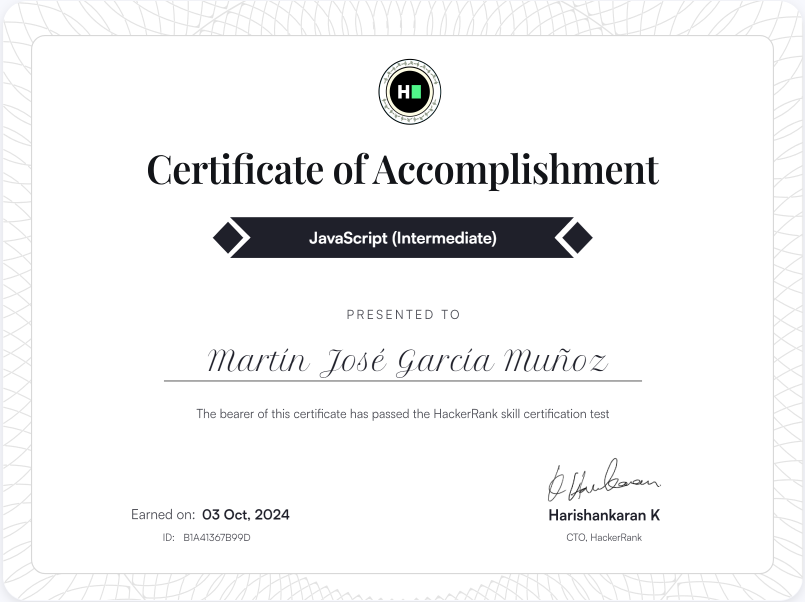 H
Certificate of Accomplishment
JavaScript (Intermediate)
PRESENTED TO
Martín José García Muñoz
The bearer of this certificate has passed the HackerRank skill certification test
Earned on: 03 Oct, 2024
ID: B1A41367B99D
Harishankaran K
CTO, HackerRank